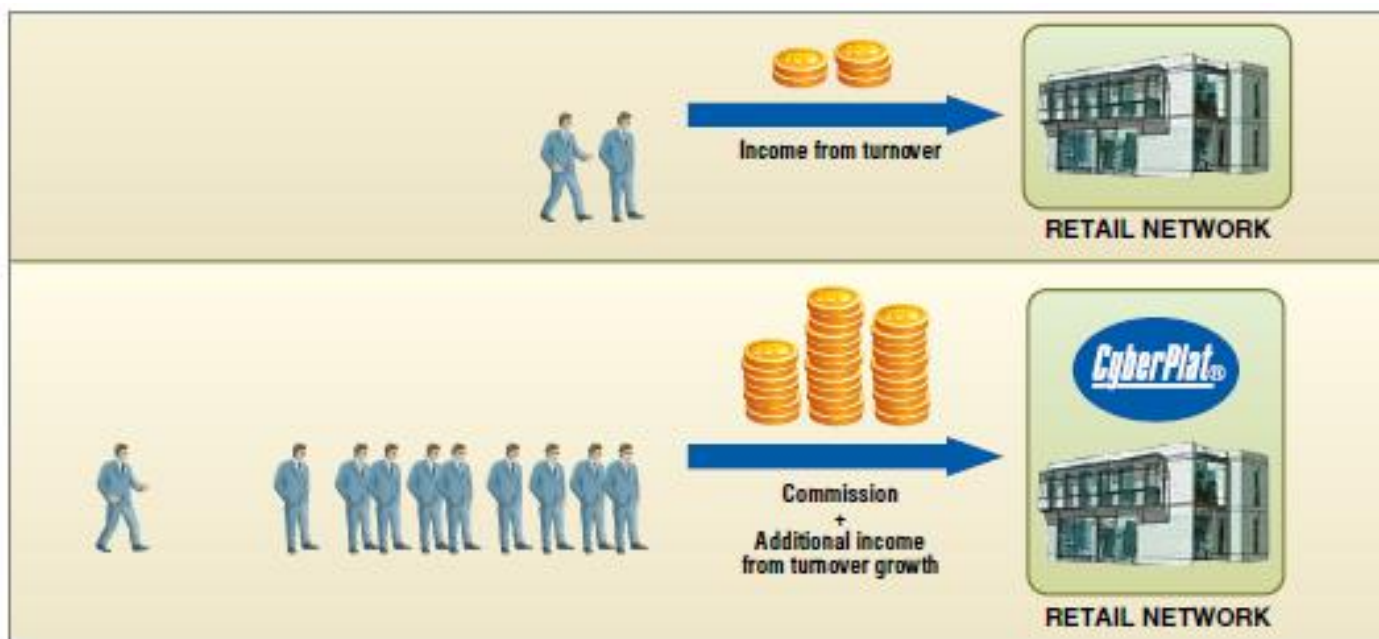 Income from turnover
RETAIL NETWORK
CyberPlat®
Commission
+
Additional income
from turnover growth
RETAIL NETWORK